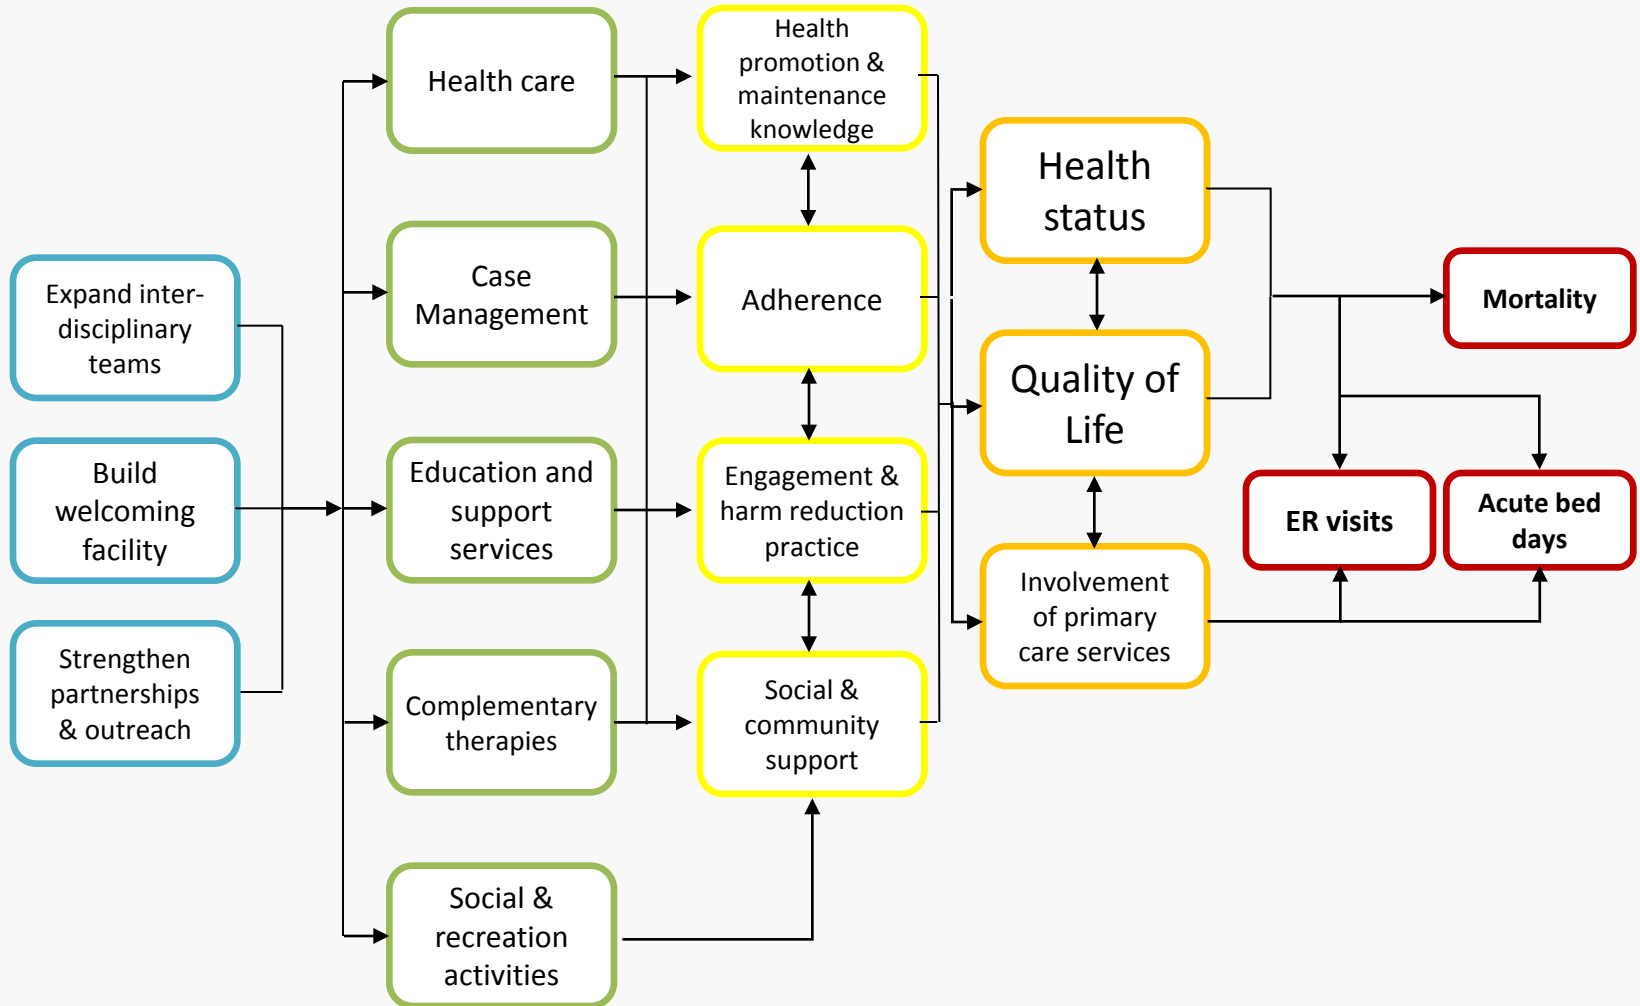 Expand inter-
disciplinary
teams
Build
welcoming
facility
Strengthen
partnerships
& outreach
Health care
Case
Management
Education and
support
services
Complementary
therapies
Social &
recreation
activities
Health
promotion &
maintenance
knowledge
Adherence
Engagement &
harm reduction
practice
Social &
community
support
Health
status
Quality of
Life
Involvement
of primary
care services
Mortality
ER visits
Acute bed
days